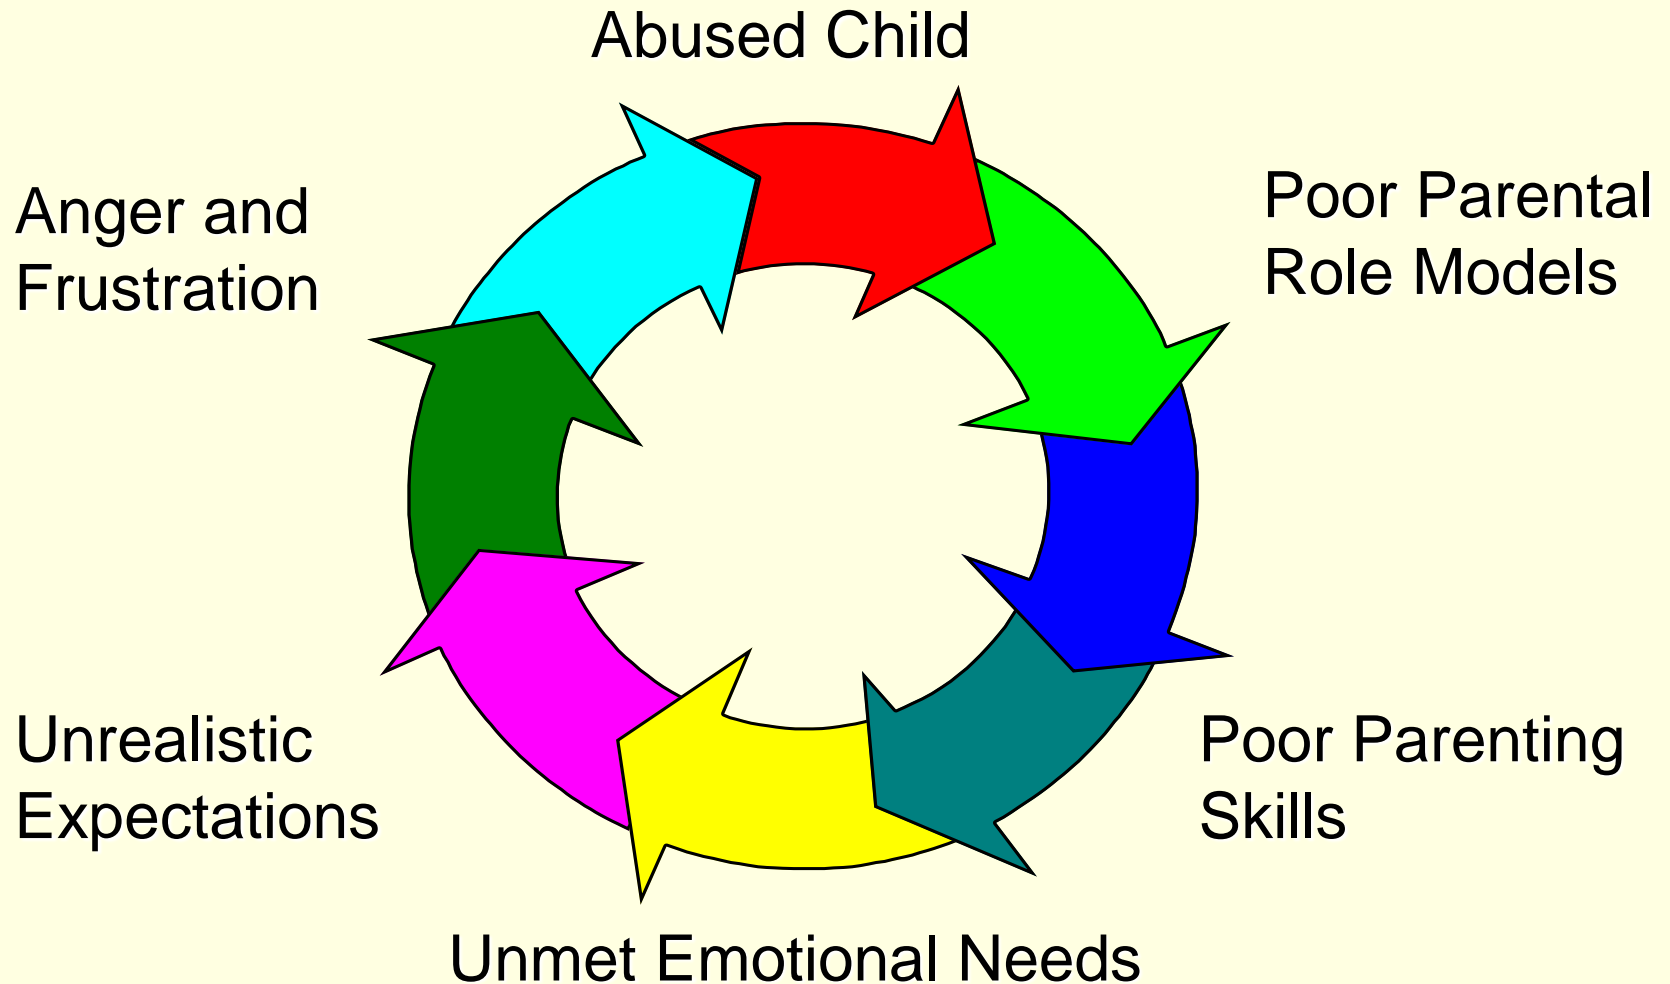 Abused Child
Poor Parental
Role Models
Poor Parenting
Skills
Unmet Emotional Needs
Unrealistic
Expectations
Anger and
Frustration